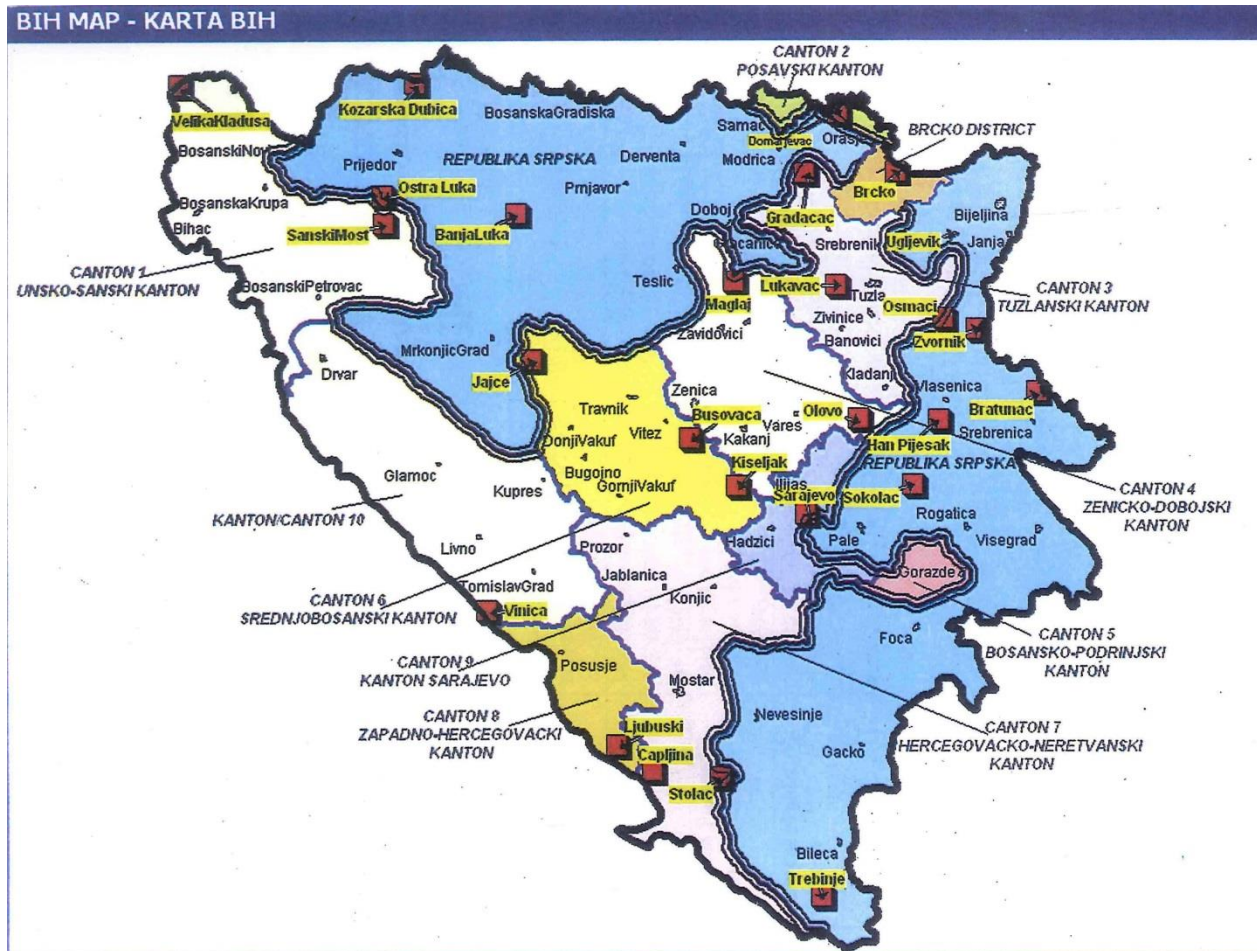 BIH MAP - KARTA BIH
CANTON 2
POSAVSKI KANTON
VelikaKladusa
Kozarska Dubica
BosanskaGradiska
Samac
Domarjevac
Orasje
BRCKO DISTRICT
BosanskiNovi
Prijedor
REPUBLIKA SRPSKA
Derventa
Modrica
Ostra Luka
Prnjavor
Brcko
BosanskaKrupa
Gradacac
Bijeljina
Bihac
SanskiMost
BanjaLuka
Doboj
Srebrenik
Ugljevik
Janja
Gracanica
CANTON 1
UNSKO-SANSKI KANTON
BosanskiPetrovac
Teslic
Maglaj
Lukavac
Tuzla
CANTON 3
TUZLANSKI KANTON
Osmaci
Zivinice
Zavidovici
Banovici
Zvornik
MrkonjicGrad
Drvar
Jajce
Kladanj
Vlasenica
Zenica
Bratunac
Travnik
Olovo
Vares
DonjiVakuf
Vitez
Busovaca
Kakanj
Srebrenica
Han Pijesak
Bugojno
Kiseljak
REPUBLIKA SRPSKA
Glamoc
Kupres
GornjiVakuf
Ilijas
Sarajevo
Sokolac
CANTON 4
ZENICKO-DOBOJSKI
KANTON
KANTON/CANTON 10
Rogatica
Livno
Prozor
Hadzici
Pale
Visegrad
TomislavGrad
Jablanica
Gorazde
Konjic
CANTON 6
SREDNJOBOSANSKI KANTON
Vinica
Foca
CANTON 5
BOSANSKO-PODRINJSKI
KANTON
CANTON 9
KANTON SARAJEVO
Posusje
Mostar
CANTON 8
ZAPADNO-HERCEGOVACKI
KANTON
Nevesinje
CANTON 7
HERCEGOVACKO-NERETVANSKI
KANTON
Ljubuski
Gacko
Capljina
Stolac
Bileca
Trebinje